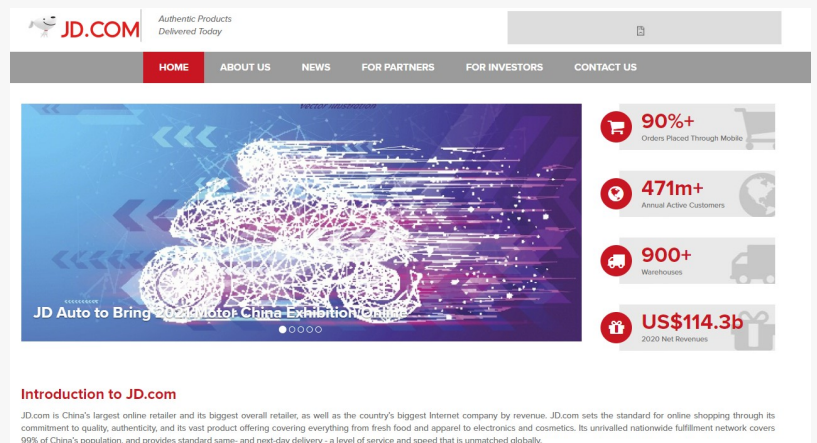 JD.COM
Authentic Products
Delivered Today
HOME ABOUT US NEWS FOR PARTNERS FOR INVESTORS CONTACT US
JD Auto to Bring 2021 Motor China Exhibition Online
90%+
Orders Placed Through Mobile
471m+
Annual Active Customers
900+
Warehouses
US$114.3b
2020 Net Revenues
Introduction to JD.com
JD.com is China's largest online retailer and its biggest overall retailer, as well as the country's biggest Internet company by revenue. JD.com sets the standard for online shopping through its
commitment to quality, authenticity, and its vast product offering covering everything from fresh food and apparel to electronics and cosmetics. Its unrivalled nationwide fulfillment network covers
99% of China's population, and provides standard same- and next-day delivery - a level of service and speed that is unmatched globally.